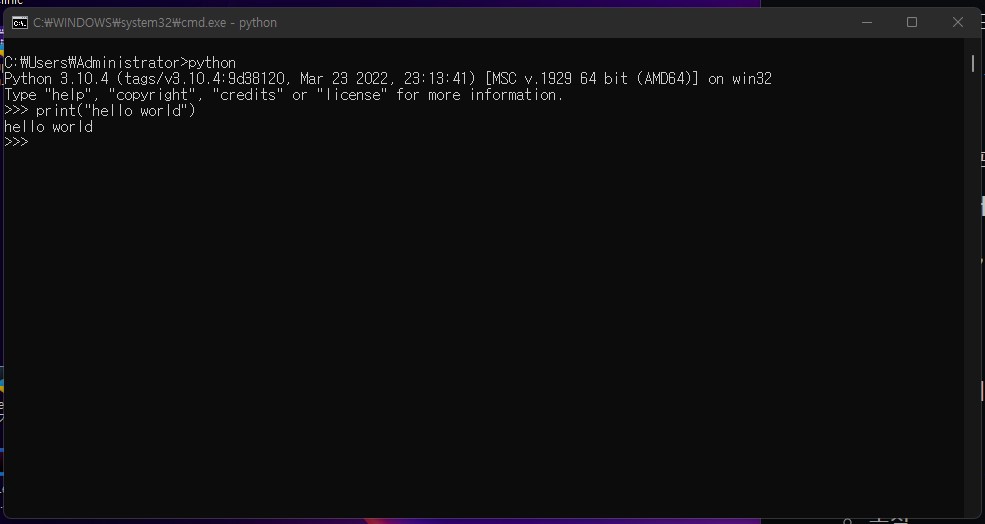 C:₩WINDOWS₩system32₩cmd.exe - python
C:₩Users₩Administrator>python
Python 3.10.4 (tags/v3.10.4:9d38120, Mar 23 2022, 23:13:41) [MSC v.1929 64 bit (AMD64)] on win32
Type "help", "copyright", "credits" or "license" for more information.
>>> print("hello world")
hello world
>>>